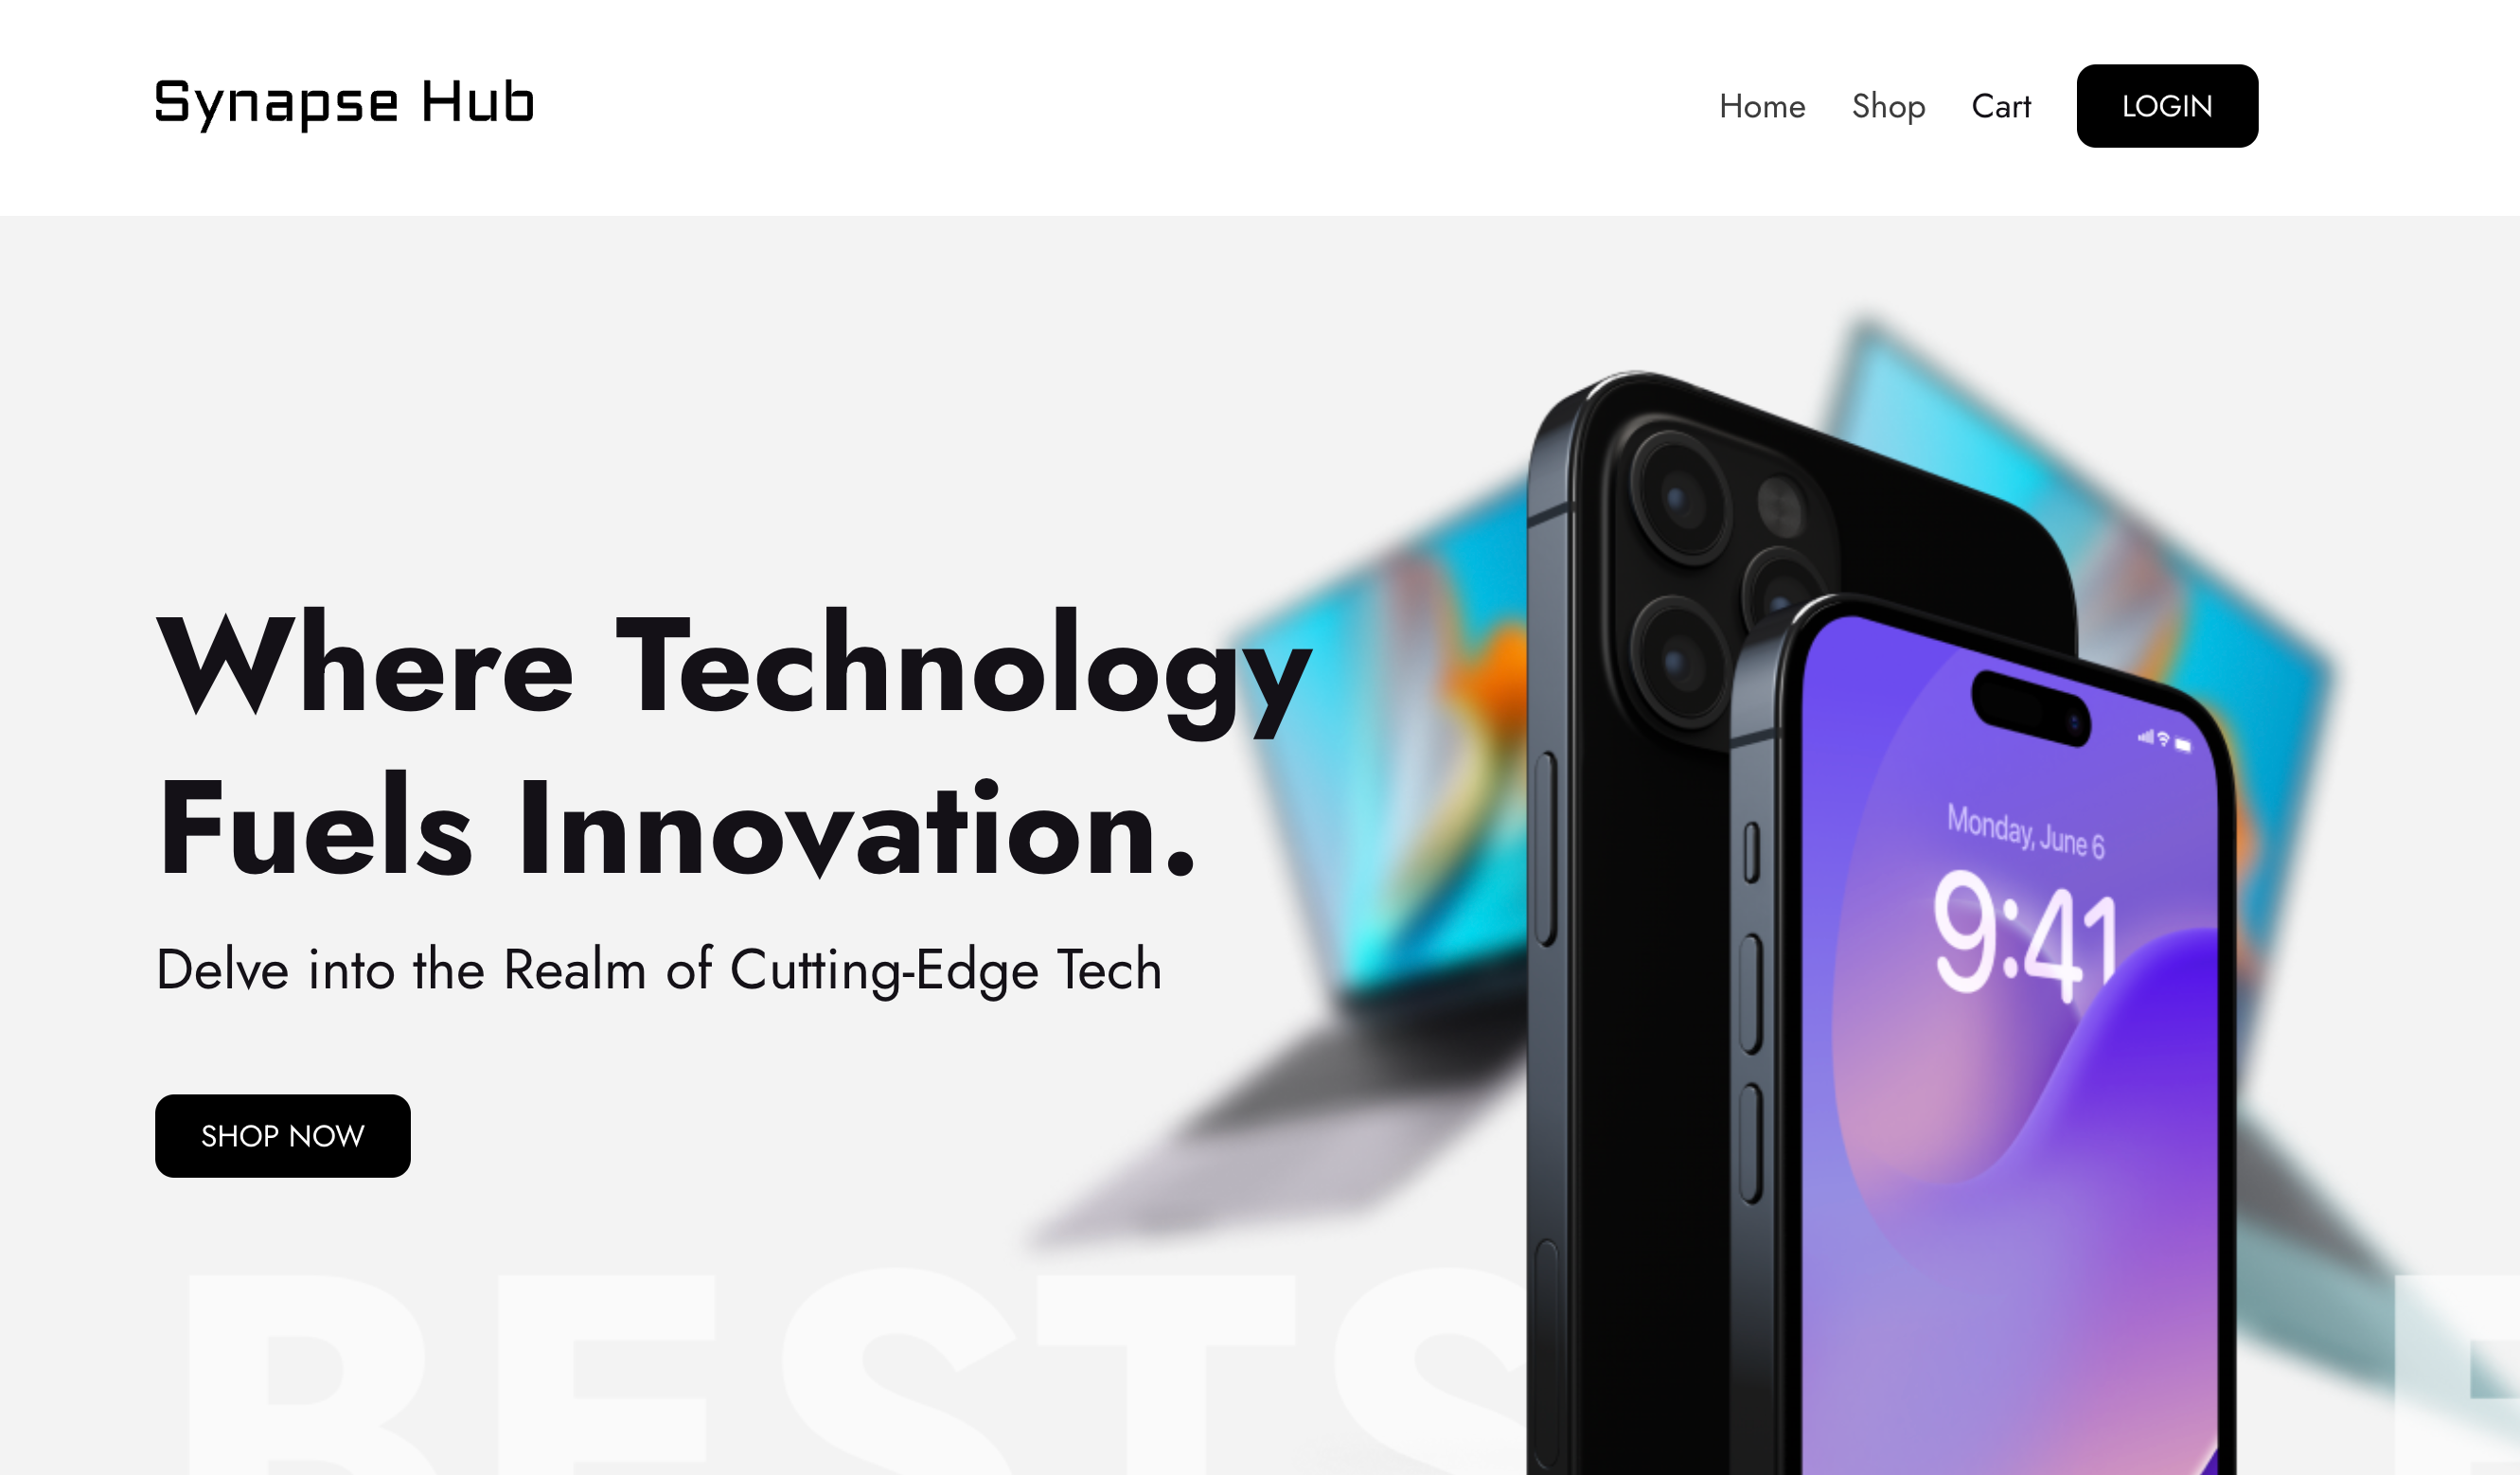 Synapse Hub
Home Shop Cart LOGIN
Where Technology
Fuels Innovation.
Delve into the Realm of Cutting-Edge Tech
SHOP NOW
Monday, June 6
9:41
BESTS